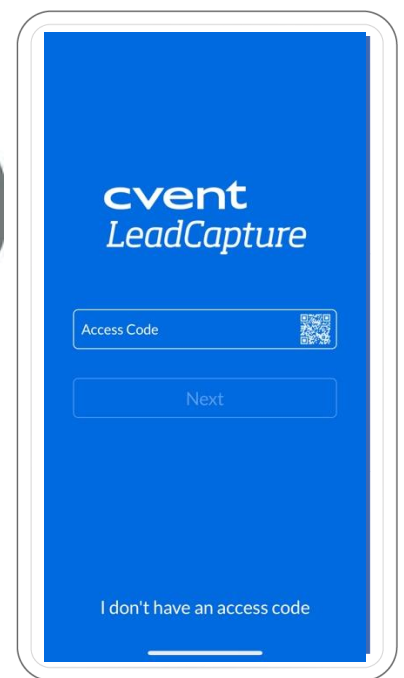 cvent
LeadCapture
Access Code
Next
I don't have an access code